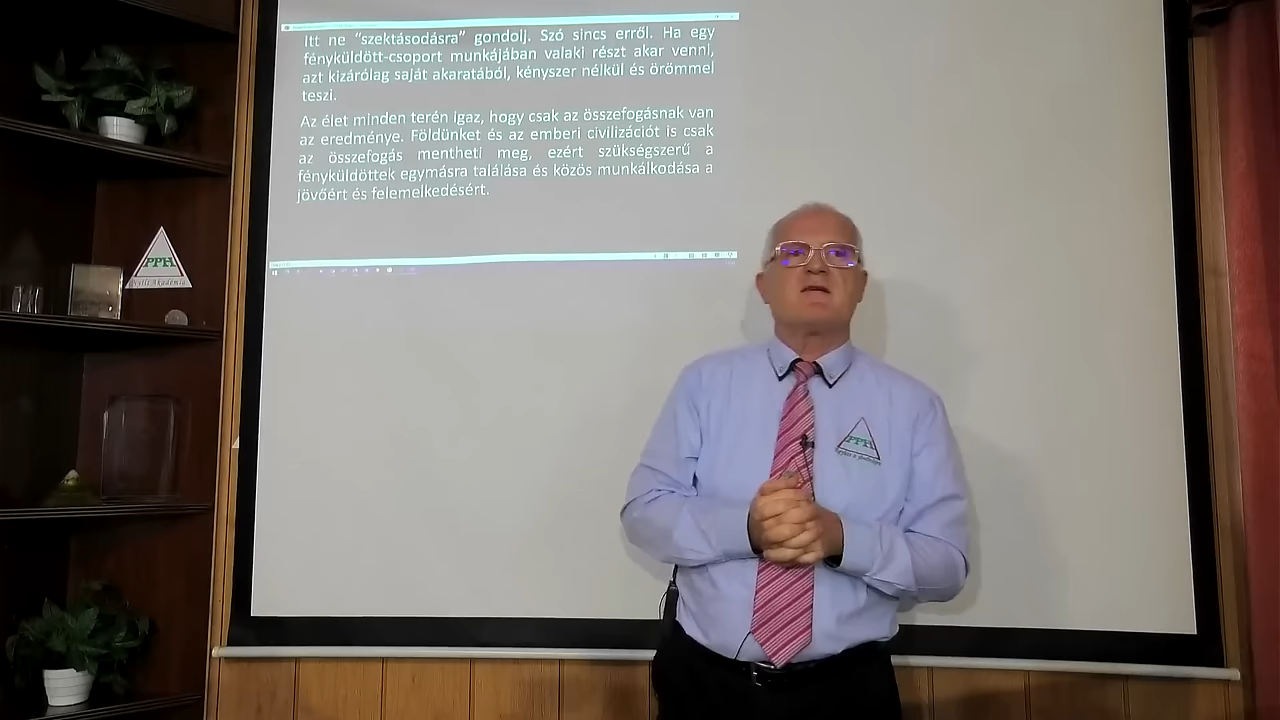 Itt ne “szektásodásra” gondolj. Szó sincs erről. Ha egy
fényküldött-csoport munkájában valaki részt akar venni,
azt kizárólag saját akaratából, kényszer nélkül és örömmel
teszi.
Az élet minden terén igaz, hogy csak az összefogásnak van
az eredménye. Földünket és az emberi civilizációt is csak
az összefogás mentheti meg, ezért szükségszerű a
fényküldöttek egymásra találása és közös munkálkodása a
jövőért és felemelkedésért.
PPH
Akadémia
PPH